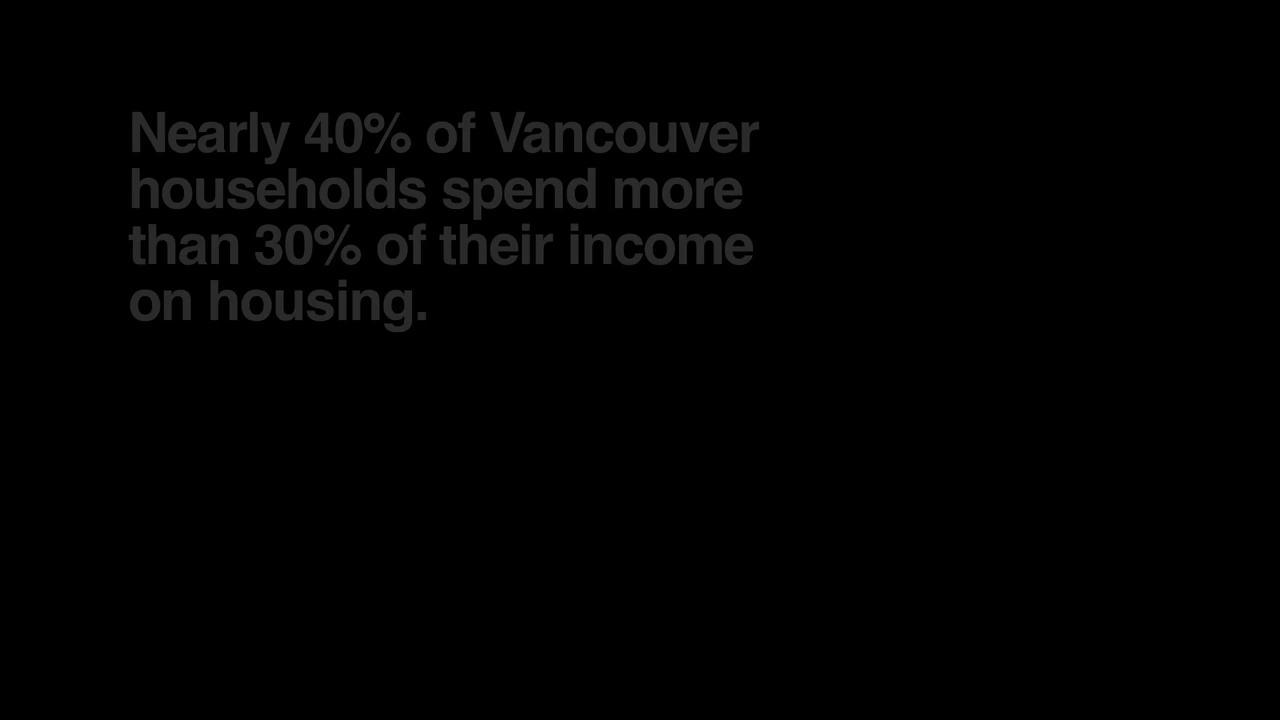 Nearly 40% of Vancouver
households spend more
than 30% of their income
on housing.